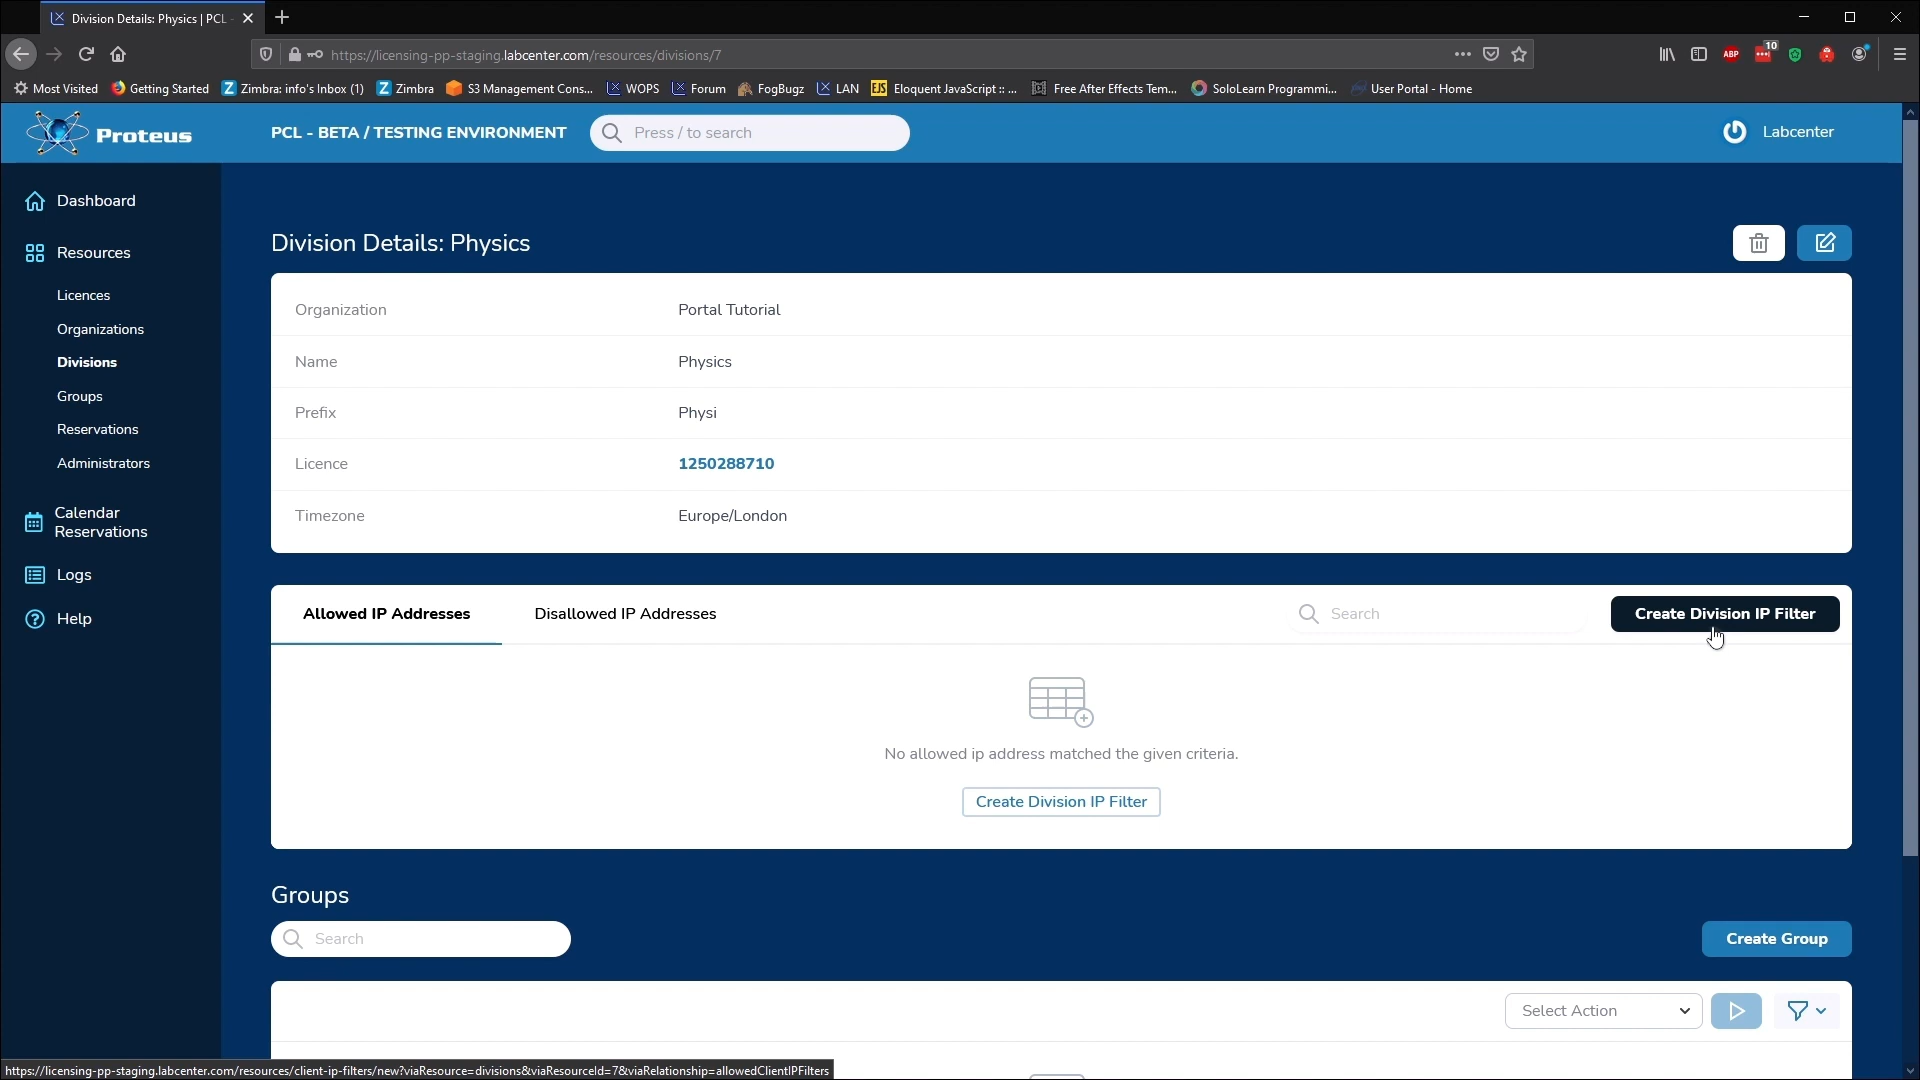 Division Details: Physics | PCL -
https://licensing-pp-staging.labcenter.com/resources/divisions/7
ABP
10
Most Visited
Getting Started
Zimbra: info's Inbox (1)
Zimbra
S3 Management Cons...
WOPS
Forum
FogBugz
LAN
EJS Eloquent JavaScript :: ...
Free After Effects Tem...
SoloLearn Programmi...
User Portal - Home
Proteus
PCL - BETA / TESTING ENVIRONMENT
Press / to search
Labcenter
Dashboard
Resources
Licences
Organizations
Divisions
Groups
Reservations
Administrators
Calendar
Reservations
Logs
Help
Division Details: Physics
Organization Portal Tutorial
Name Physics
Prefix Physi
Licence 1250288710
Timezone Europe/London
Allowed IP Addresses
Disallowed IP Addresses
Search
Create Division IP Filter
No allowed ip address matched the given criteria.
Create Division IP Filter
Groups
Search
Create Group
Select Action
https://licensing-pp-staging.labcenter.com/resources/client-ip-filters/new?viaResource=divisions&viaResourceId=7&viaRelationship=allowedClientIPFilters